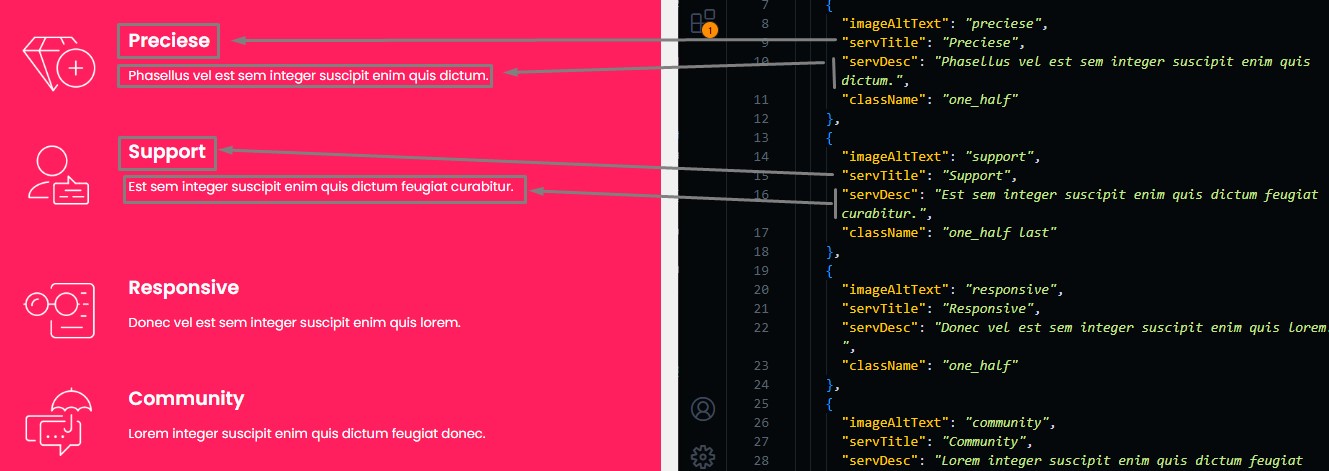 Preciese
Phasellus vel est sem integer suscipit enim quis dictum.
Support
Est sem integer suscipit enim quis dictum feugiat curabitur.
Responsive
Donec vel est sem integer suscipit enim quis lorem.
Community
Lorem integer suscipit enim quis dictum feugiat donec.
1
7 {
8 "imageAltText": "preciese",
9 "servTitle": "Preciese",
10 "servDesc": "Phasellus vel est sem integer suscipit enim quis
dictum.",
11 "className": "one_half"
12 },
13 {
14 "imageAltText": "support",
15 "servTitle": "Support",
16 "servDesc": "Est sem integer suscipit enim quis dictum feugiat
curabitur.",
17 "className": "one_half last"
18 },
19 {
20 "imageAltText": "responsive",
21 "servTitle": "Responsive",
22 "servDesc": "Donec vel est sem integer suscipit enim quis lorem.
",
23 "className": "one_half"
24 },
25 {
26 "imageAltText": "community",
27 "servTitle": "Community",
28 "servDesc": "Lorem integer suscipit enim quis dictum feugiat